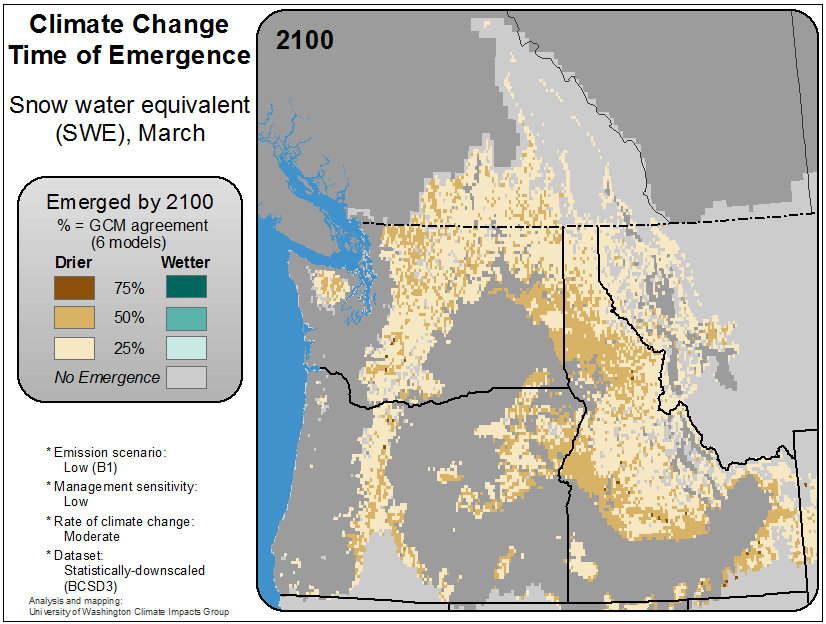 Climate Change
Time of Emergence
Snow water equivalent
(SWE), March
Emerged by 2100
% = GCM agreement
(6 models)
Drier Wetter
75%
50%
25%
No Emergence
* Emission scenario:
Low (B1)
* Management sensitivity:
Low
* Rate of climate change:
Moderate
* Dataset:
Statistically-downscaled
(BCSD3)
Analysis and mapping:
University of Washington Climate Impacts Group
2100